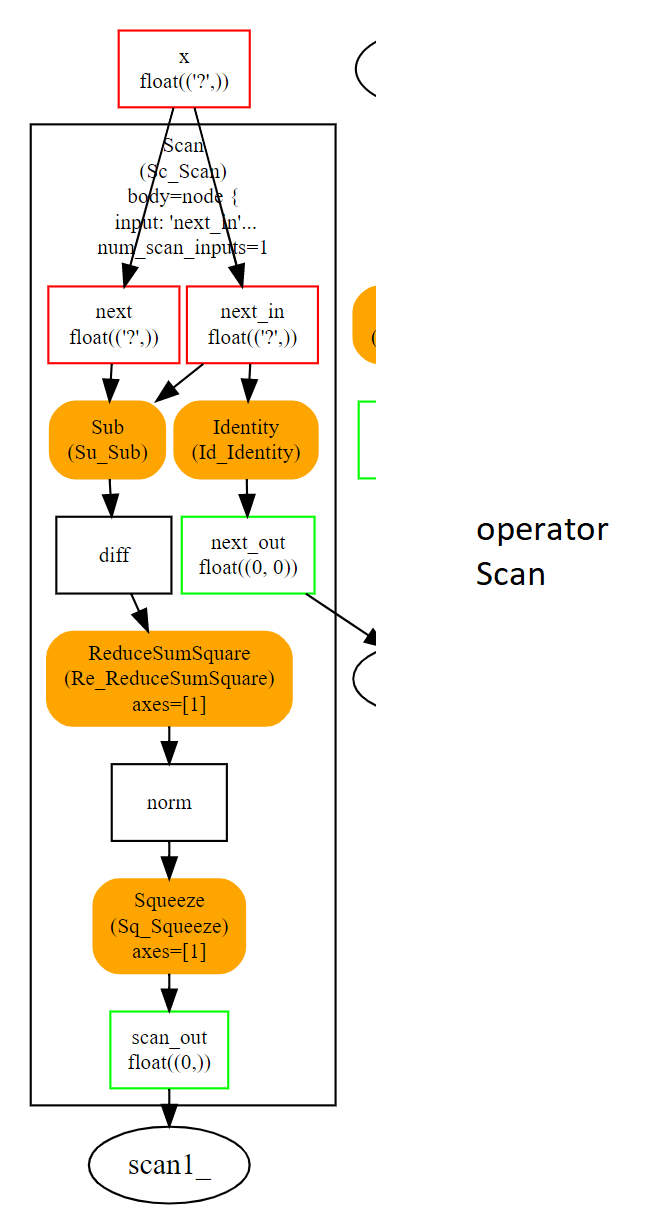 x
float(('?',))
Scan
(Sc_Scan)
body=node {
input: 'next_in'...
num_scan_inputs=1
next
float(('?',))
next_in
float(('?',))
Sub
(Su_Sub)
Identity
(Id_Identity)
(
diff
next_out
float((0, 0))
operator
Scan
ReduceSumSquare
(Re_ReduceSumSquare)
axes=[1]
norm
Squeeze
(Sq_Squeeze)
axes=[1]
scan_out
float((0,))
scan1_